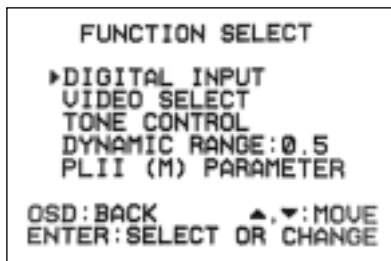 FUNCTION SELECT
▶DIGITAL INPUT
VIDEO SELECT
TONE CONTROL
DYNAMIC RANGE:0.5
PLII (M) PARAMETER
OSD:BACK ▲,▼:MOVE
ENTER:SELECT OR CHANGE